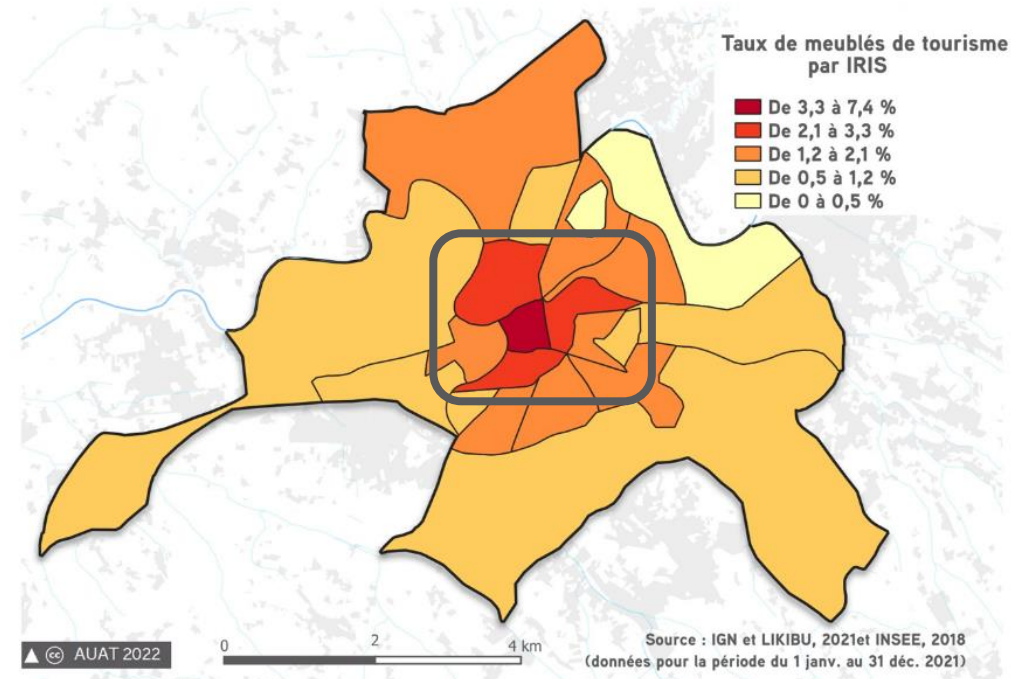 Taux de meublés de tourisme
par IRIS
De 3,3 à 7,4 %
De 2,1 à 3,3 %
De 1,2 à 2,1 %
De 0,5 à 1,2 %
De 0 à 0,5 %
AUAT 2022
0 2 4 km
Source : IGN et LIKIBU, 2021et INSEE, 2018
(données pour la période du 1 janv. au 31 déc. 2021)